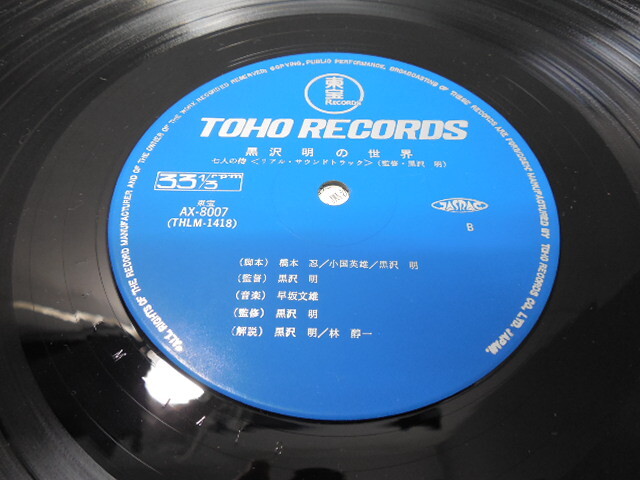 ℗ALL RIGHTS OF THE RECORD MANUFACTURER AND OF THE OWNER OF THE WORK RECORDED RESERVED. COPYING, PUBLIC PERFORMANCE, BROADCASTING OF THESE RECORDS ARE FORBIDDEN. MANUFACTURED BY TOHO RECORDS CO., LTD. JAPAN.
東宝
RECORDS
TOHO RECORDS
黒沢明の世界
七人の侍〈リアル・サウンドトラック〉(監督・黒沢 明)
33 1/3 rpm
東宝
AX-8007
(THLM-1418)
JASRAC
B
(脚本) 橋本 忍/小国英雄/黒沢 明
(監督) 黒沢 明
(音楽) 早坂文雄
(監修) 黒沢 明
(解説) 黒沢 明/林 醇一